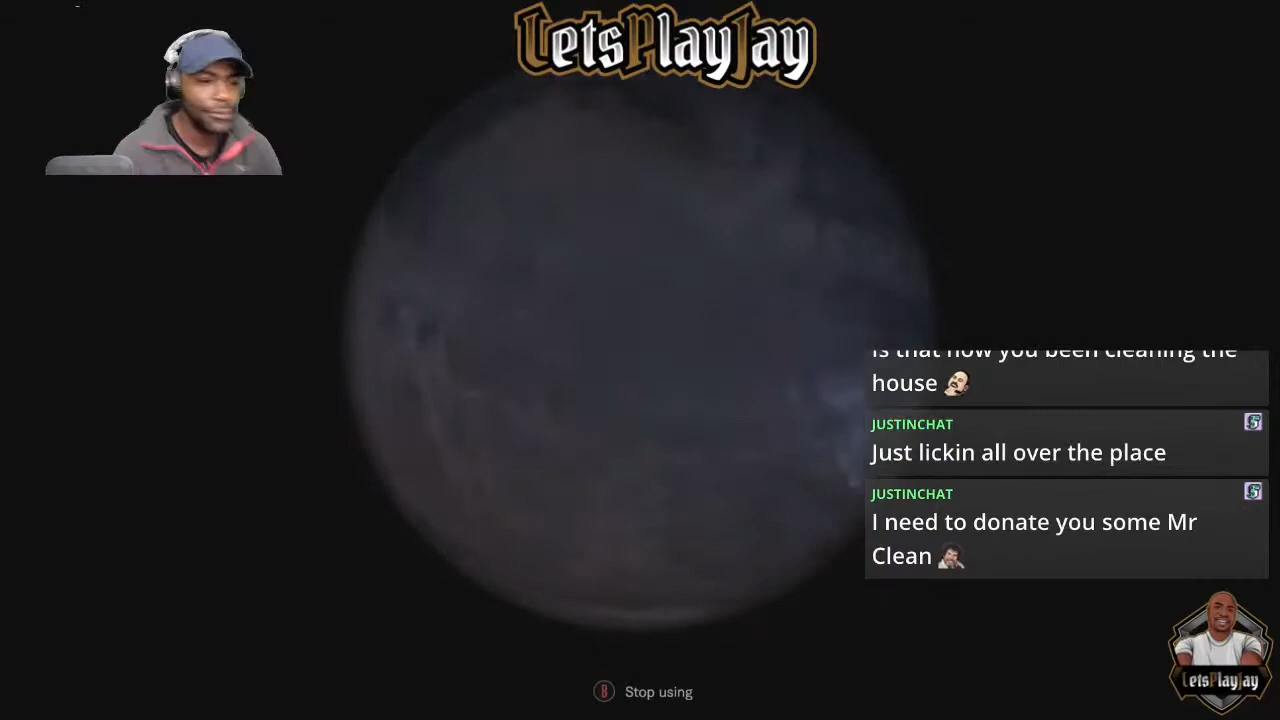 LetsPlayJay
is that how you been cleaning the
house
JUSTINCHAT
Just lickin all over the place
JUSTINCHAT
I need to donate you some Mr
Clean
LetsPlayJay
B Stop using